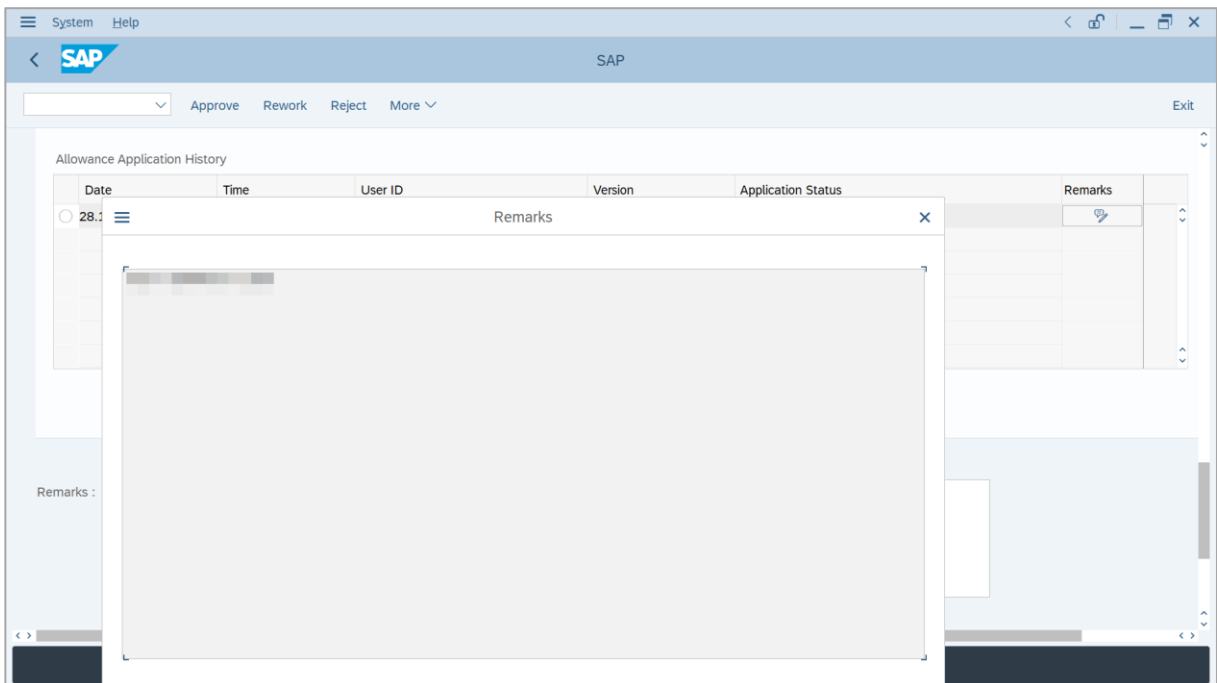 System Help
SAP
SAP
Approve Rework Reject More Exit
Allowance Application History
Date Time User ID Version Application Status Remarks
28.1
Remarks
Remarks :